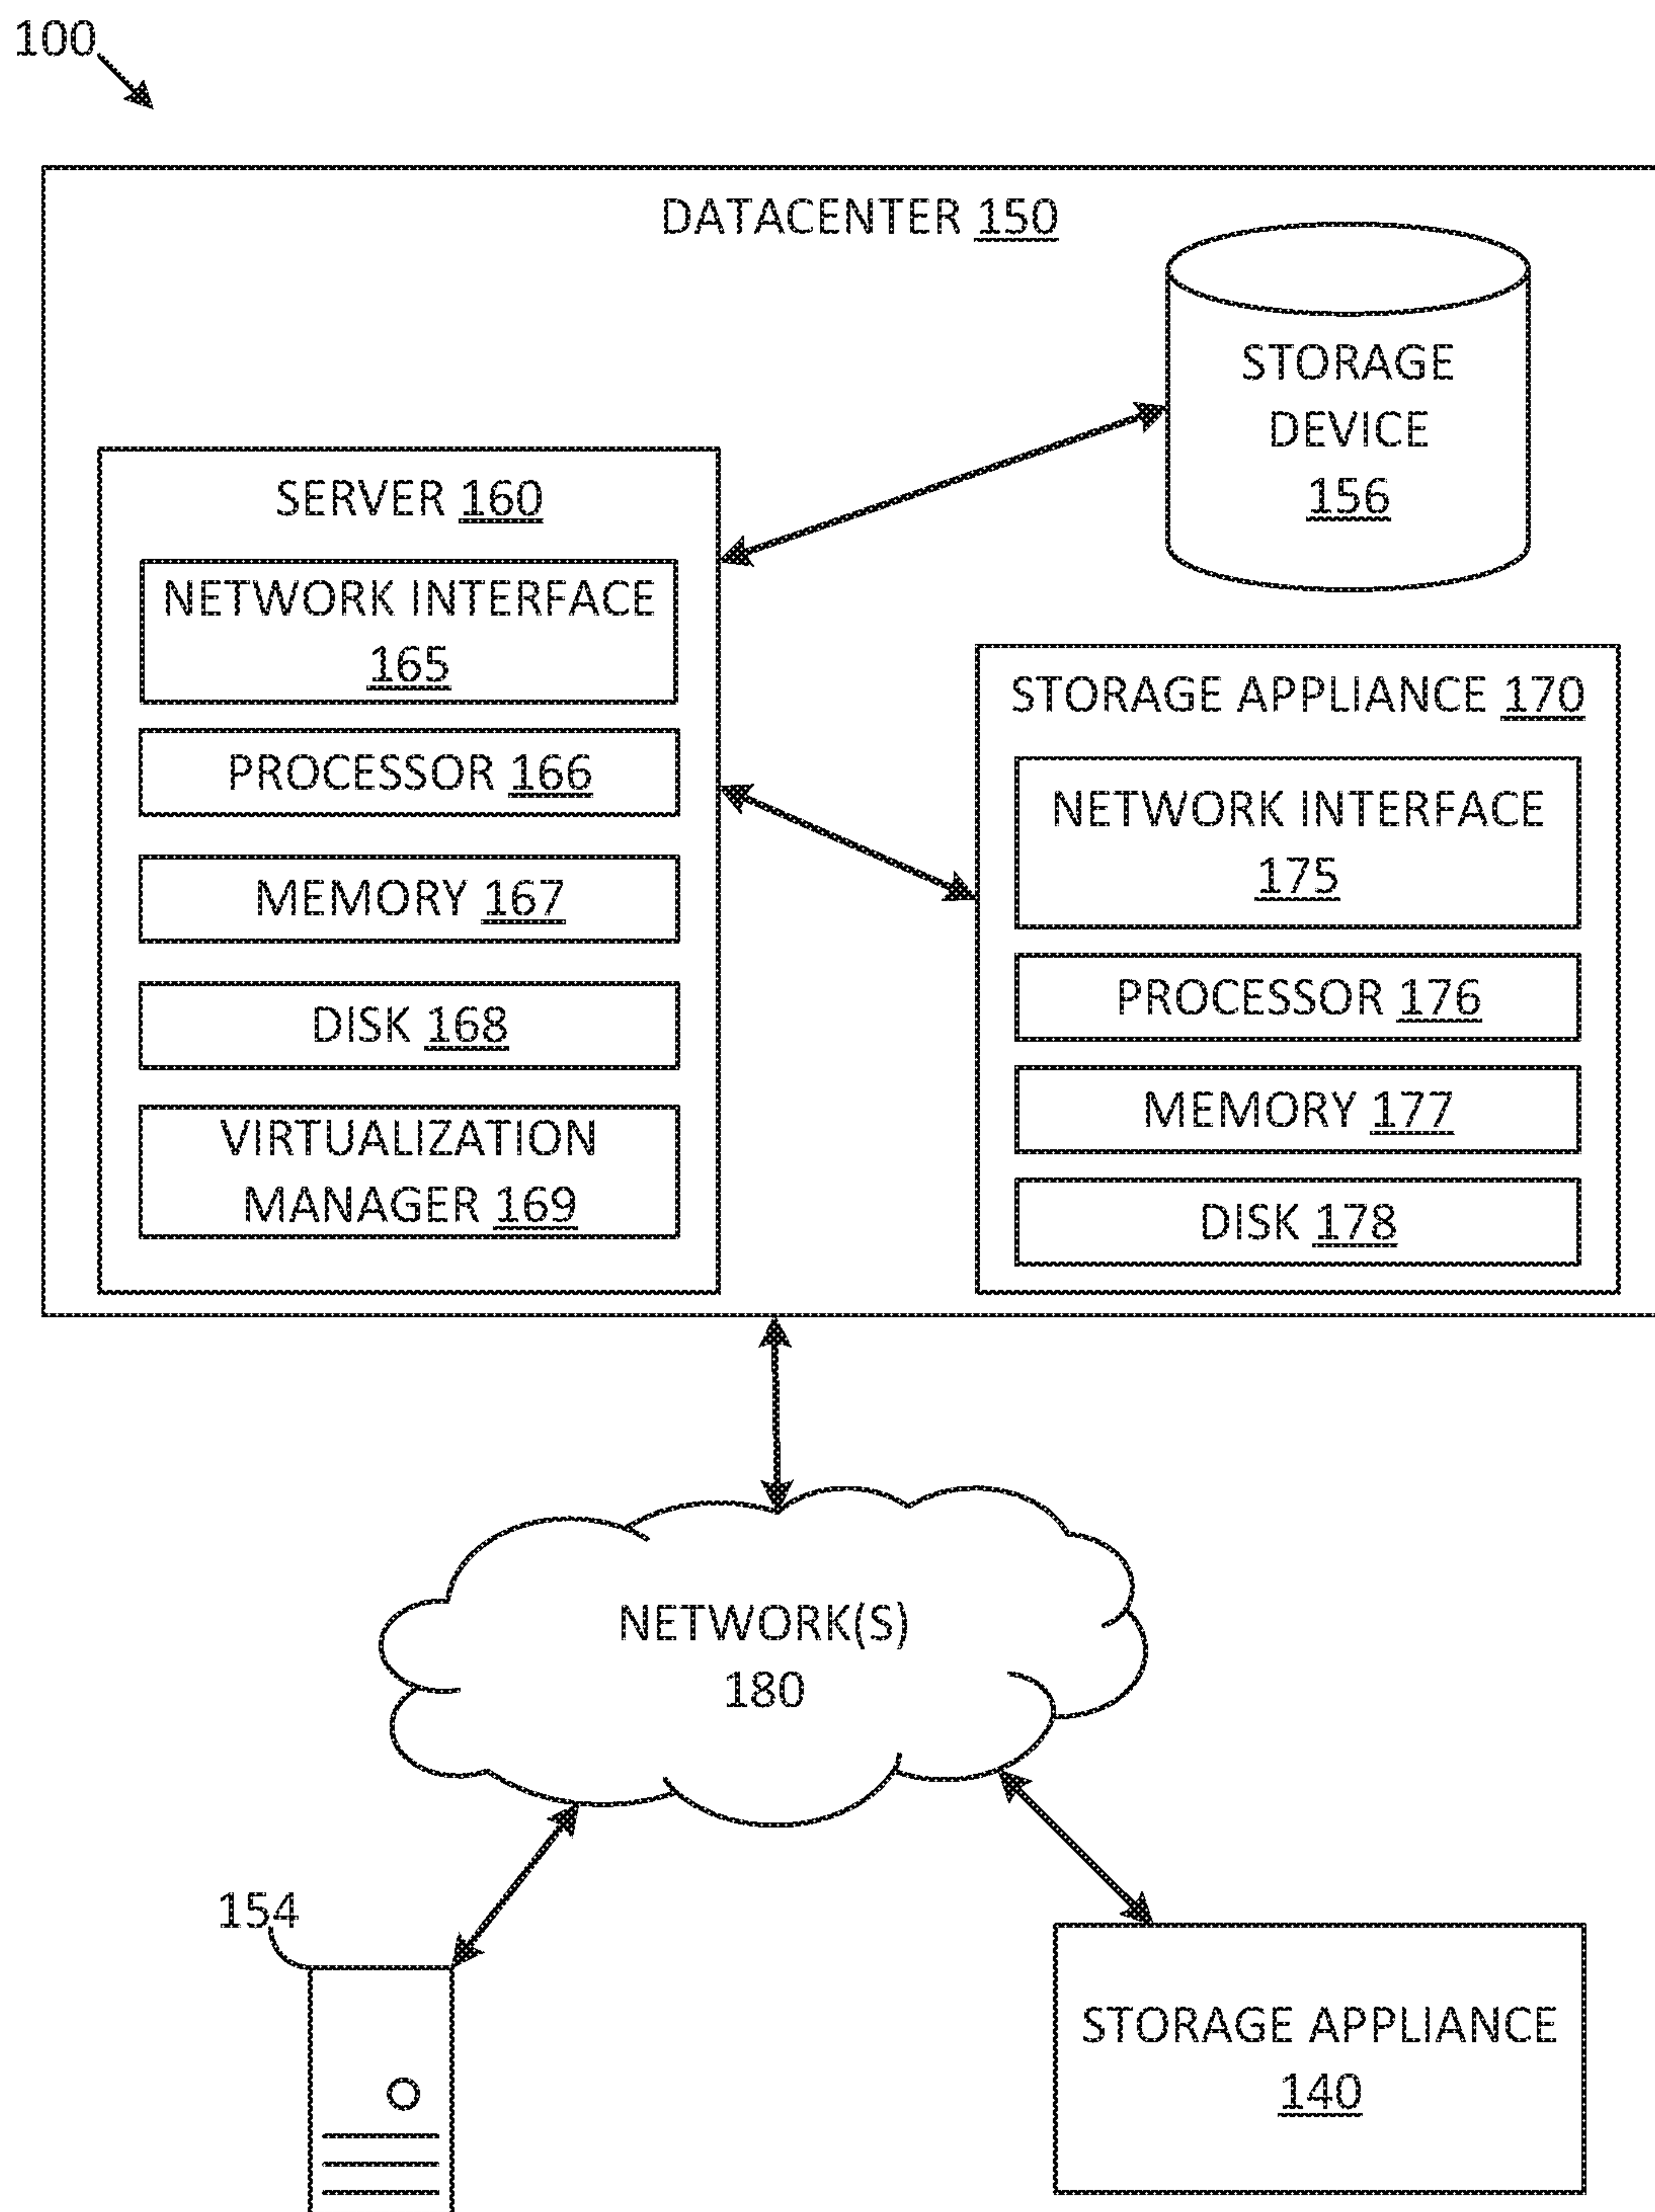 100
DATACENTER 150
STORAGE
DEVICE
156
SERVER 160
NETWORK INTERFACE
165
PROCESSOR 166
MEMORY 167
DISK 168
VIRTUALIZATION
MANAGER 169
STORAGE APPLIANCE 170
NETWORK INTERFACE
175
PROCESSOR 176
MEMORY 177
DISK 178
NETWORK(S)
180
154
STORAGE APPLIANCE
140